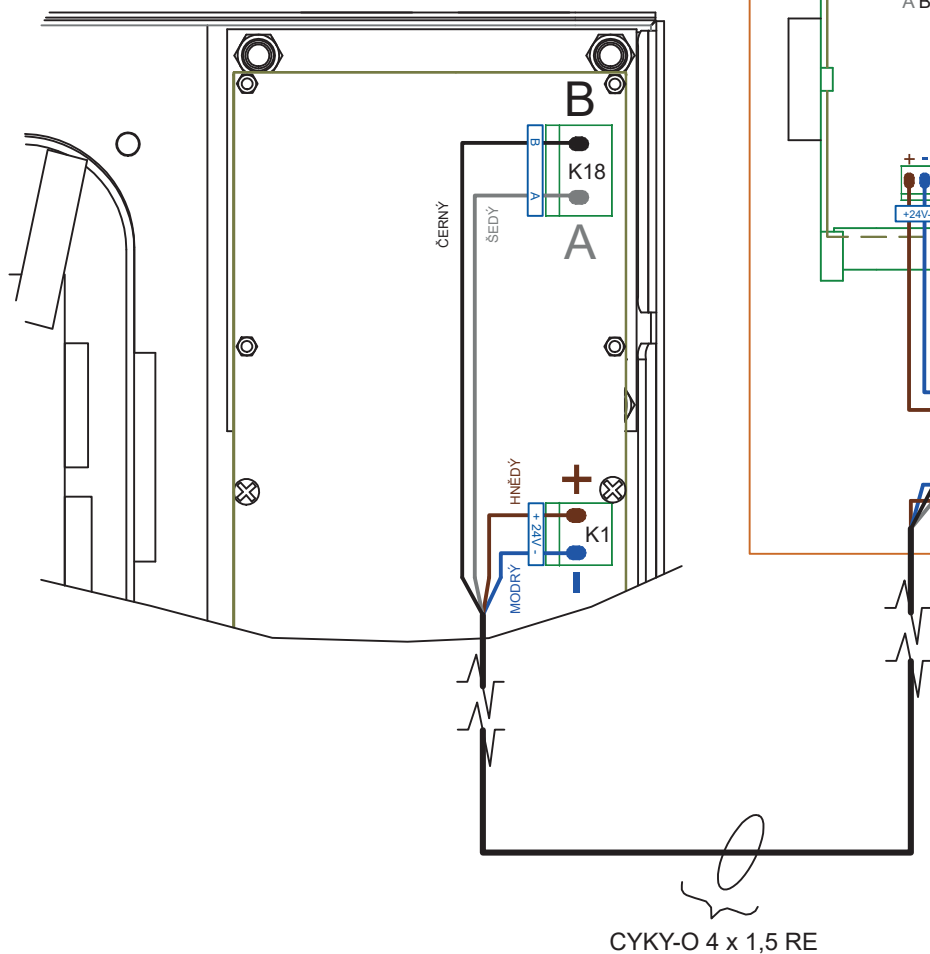 A B
B
B
K18
A
A
ČERNÝ
ŠEDÝ
+ -
+24V-
HNĚDÝ
+
+ 24V -
K1
MODRÝ
-
CYKY-O 4 x 1,5 RE